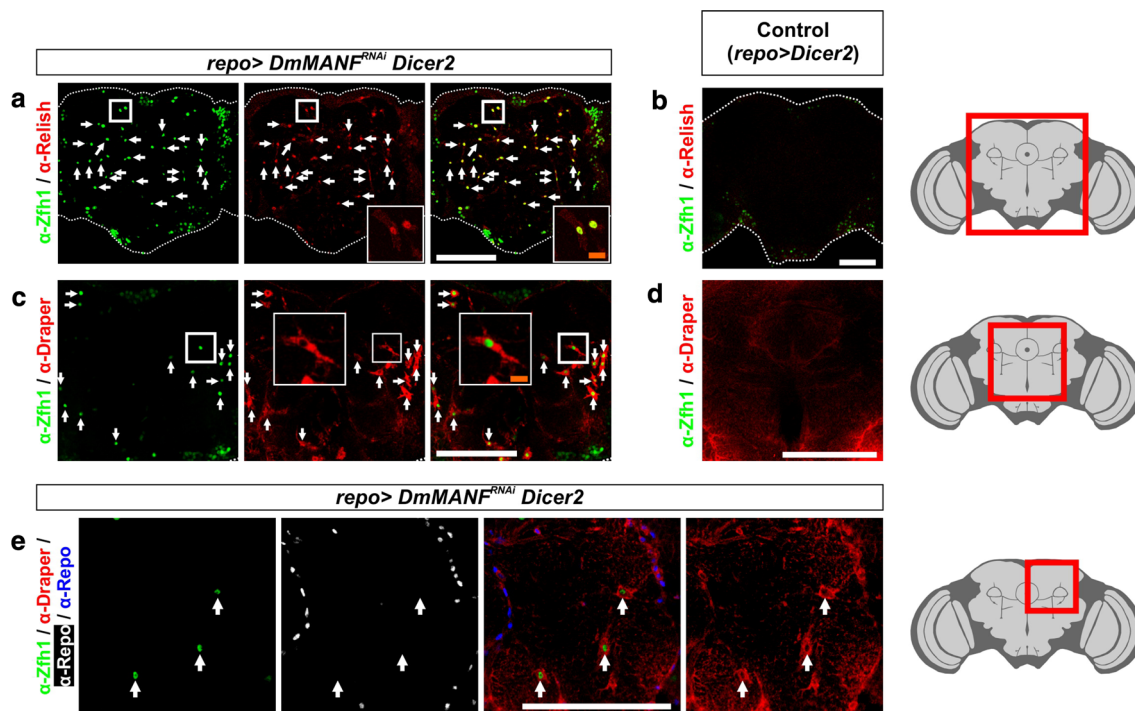 repo> DmMANF^RNAi Dicer2
Control
(repo>Dicer2)
a
α-Zfh1 / α-Relish
b
α-Zfh1 / α-Relish
c
α-Zfh1 / α-Draper
d
α-Zfh1 / α-Draper
repo> DmMANF^RNAi Dicer2
e
α-Zfh1 / α-Draper /
α-Repo / α-Repo